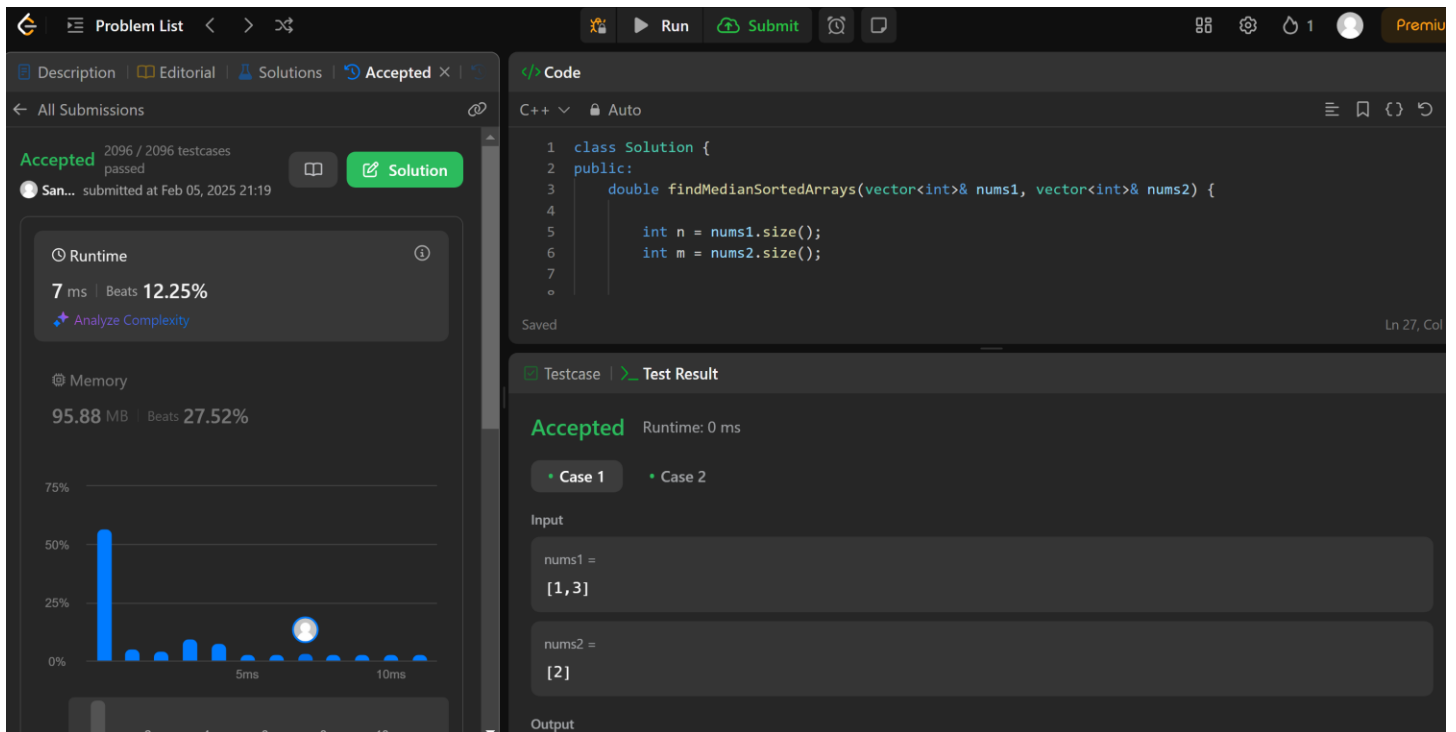 Problem List
Run
Submit
1
Premiu
Description
Editorial
Solutions
Accepted
All Submissions
Accepted
2096 / 2096 testcases
passed
San... submitted at Feb 05, 2025 21:19
Solution
Runtime
7 ms Beats 12.25%
Analyze Complexity
Memory
95.88 MB Beats 27.52%
75%
50%
25%
0%
5ms
10ms
</> Code
C++
Auto
1 class Solution {
2 public:
3 double findMedianSortedArrays(vector<int>& nums1, vector<int>& nums2) {
4
5 int n = nums1.size();
6 int m = nums2.size();
7
Saved
Ln 27, Col
Testcase
>_ Test Result
Accepted Runtime: 0 ms
• Case 1 • Case 2
Input
nums1 =
[1,3]
nums2 =
[2]
Output